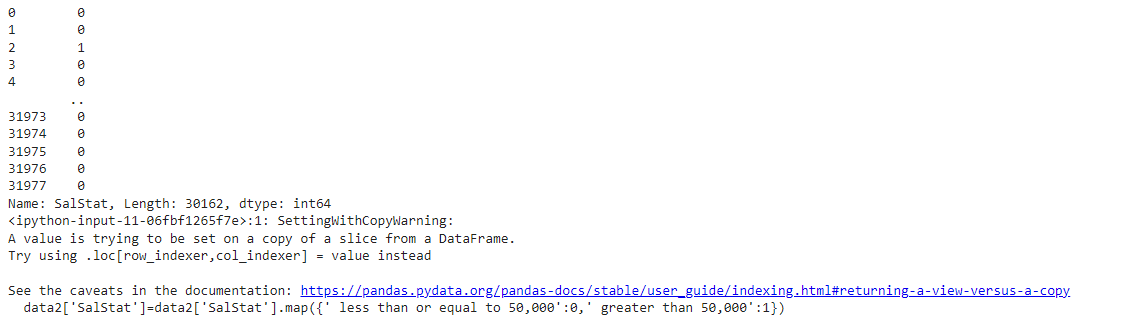 0        0
1        0
2        1
3        0
4        0
        ..
31973    0
31974    0
31975    0
31976    0
31977    0
Name: SalStat, Length: 30162, dtype: int64
<ipython-input-11-06fbf1265f7e>:1: SettingWithCopyWarning:
A value is trying to be set on a copy of a slice from a DataFrame.
Try using .loc[row_indexer,col_indexer] = value instead

See the caveats in the documentation: https://pandas.pydata.org/pandas-docs/stable/user_guide/indexing.html#returning-a-view-versus-a-copy
  data2['SalStat']=data2['SalStat'].map({' less than or equal to 50,000':0,' greater than 50,000':1})